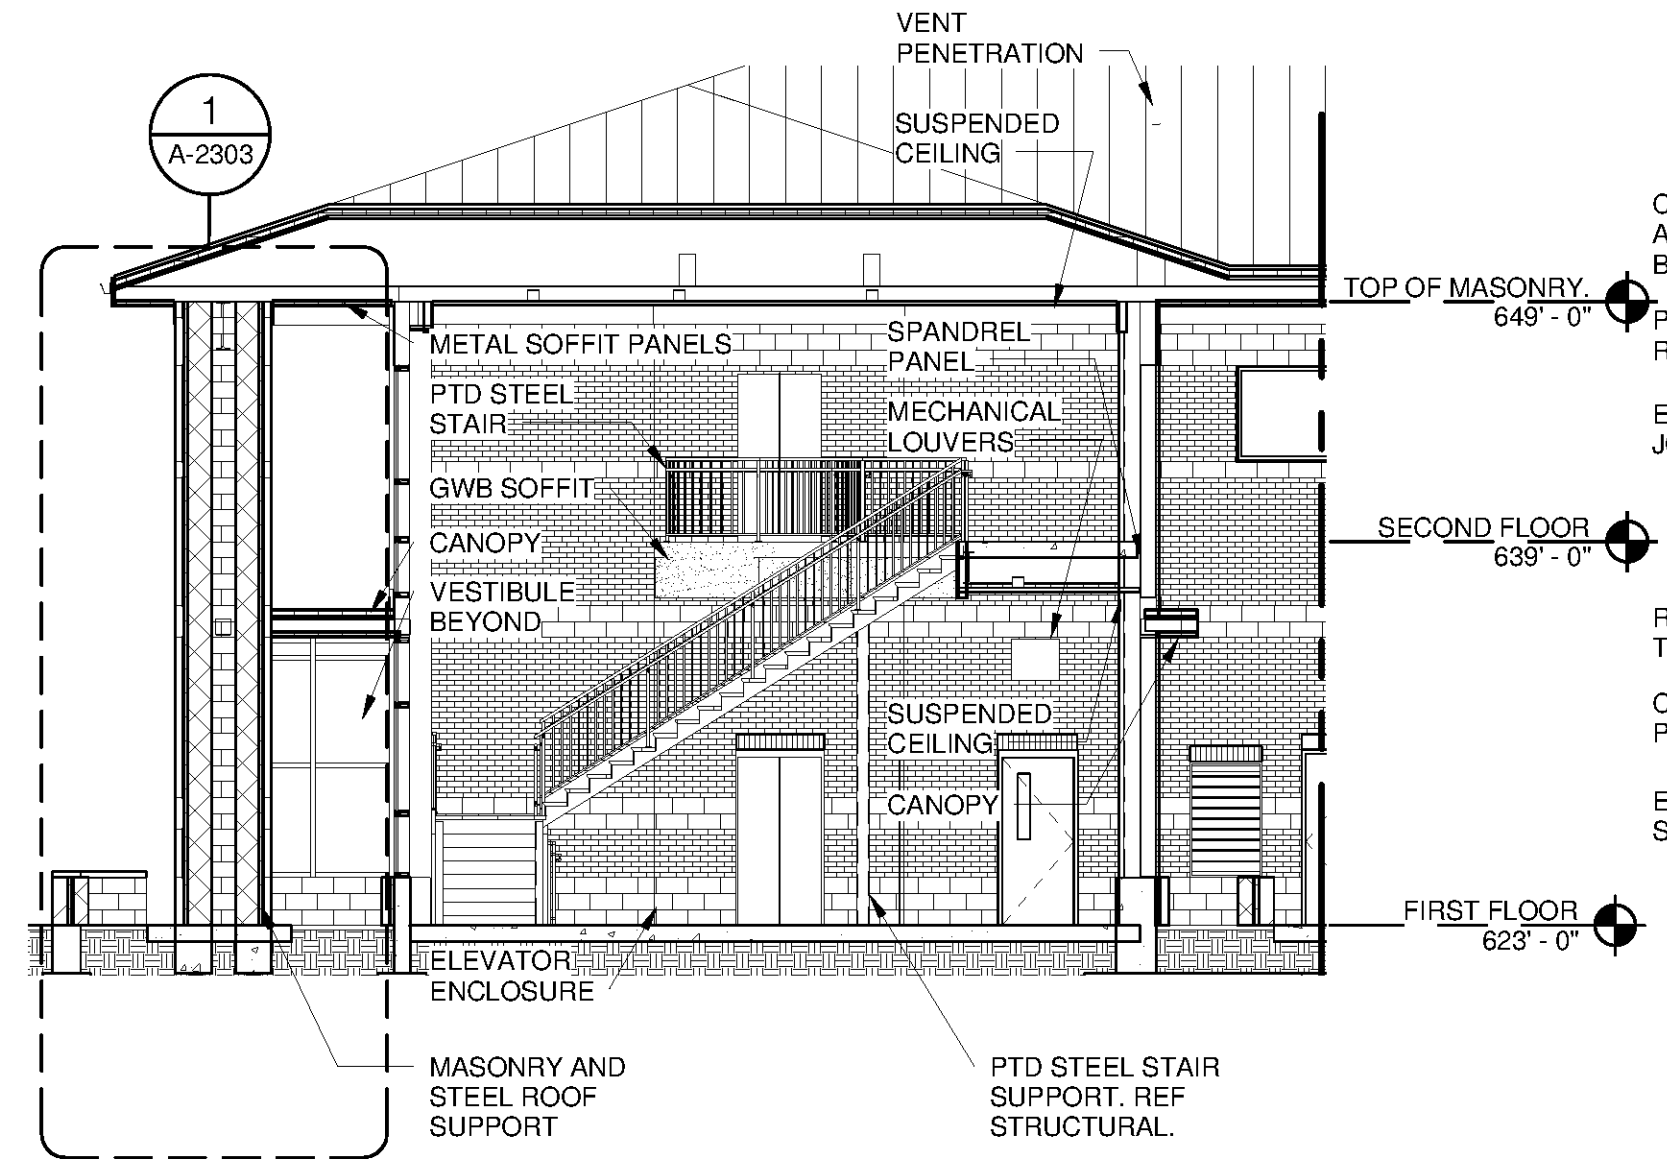 VENT
PENETRATION
1
A-2303
SUSPENDED
CEILING
TOP OF MASONRY.
649' - 0"
METAL SOFFIT PANELS
SPANDREL
PANEL
PTD STEEL
STAIR
MECHANICAL
LOUVERS
GWB SOFFIT
CANOPY
SECOND FLOOR
639' - 0"
VESTIBULE
BEYOND
SUSPENDED
CEILING
CANOPY
FIRST FLOOR
623' - 0"
ELEVATOR
ENCLOSURE
MASONRY AND
STEEL ROOF
SUPPORT
PTD STEEL STAIR
SUPPORT. REF
STRUCTURAL.